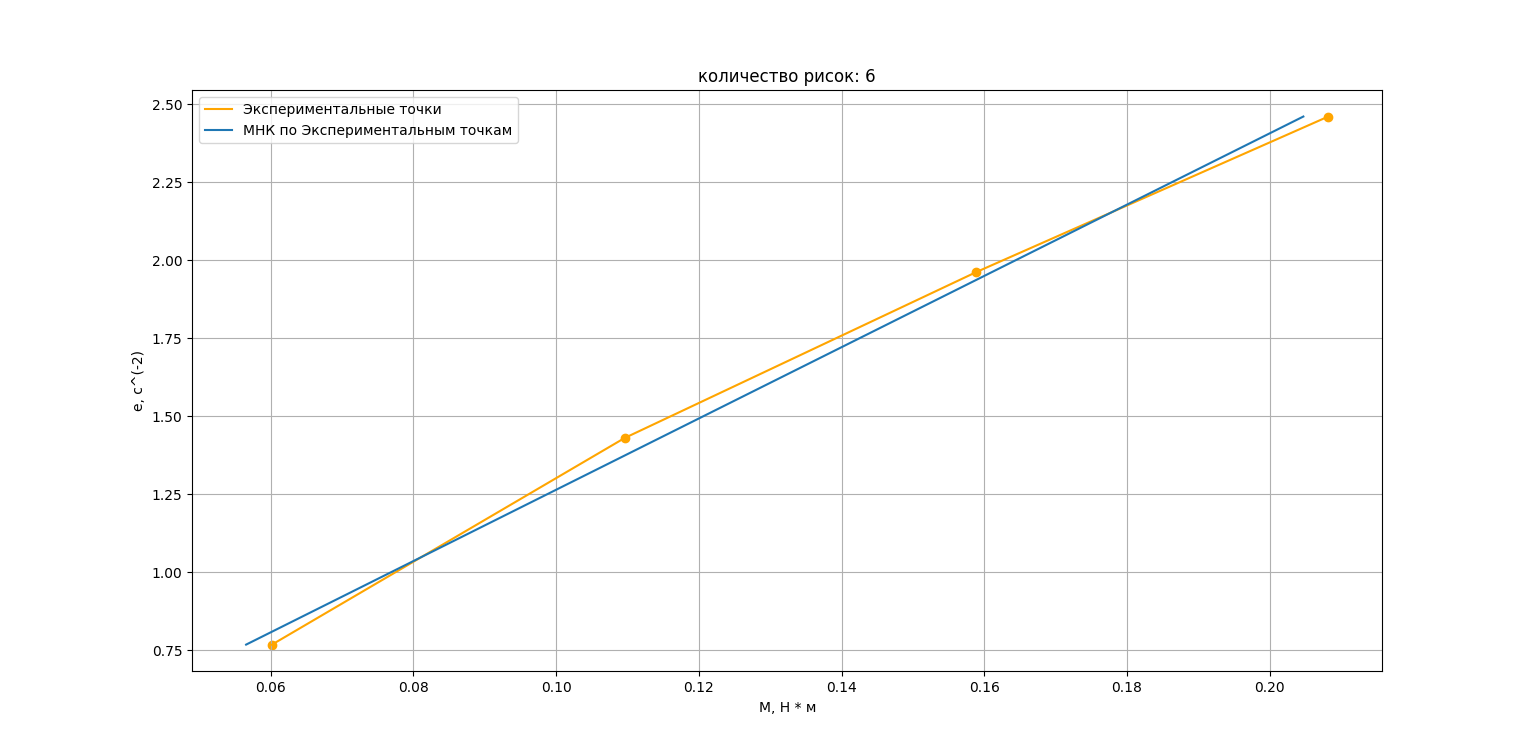 количество рисок: 6
Экспериментальные точки
МНК по Экспериментальным точкам
2.50
2.25
2.00
1.75
1.50
1.25
1.00
0.75
e, c^(-2)
0.06 0.08 0.10 0.12 0.14 0.16 0.18 0.20
М, Н * м